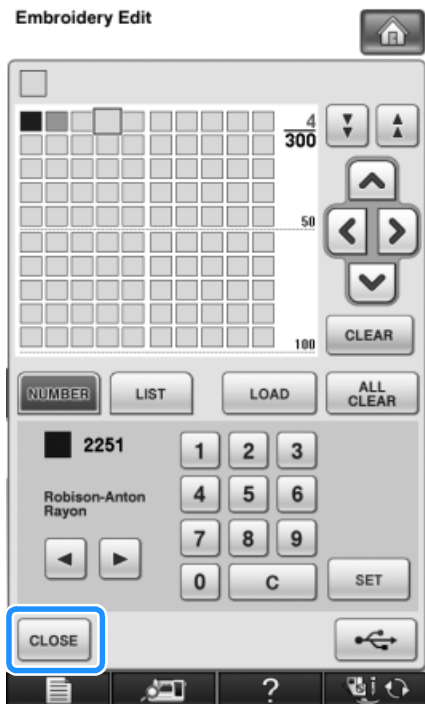 Embroidery Edit
4
300
50
100
CLEAR
NUMBER LIST LOAD ALL CLEAR
2251
Robison-Anton
Rayon
1 2 3
4 5 6
7 8 9
0 C SET
CLOSE
?